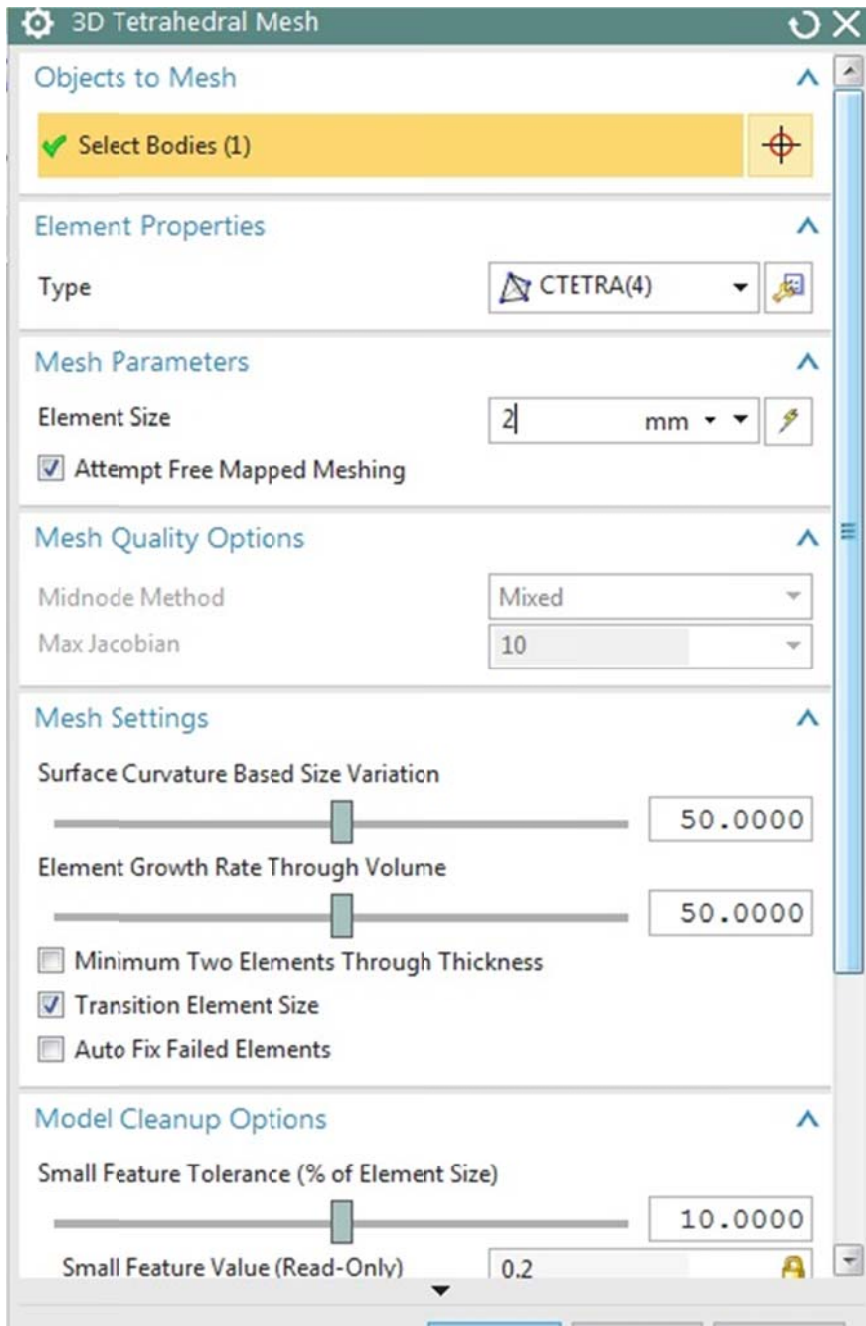 3D Tetrahedral Mesh
Objects to Mesh
Select Bodies (1)
Element Properties
Type CTETRA(4)
Mesh Parameters
Element Size 2 mm
Attempt Free Mapped Meshing
Mesh Quality Options
Midnode Method Mixed
Max Jacobian 10
Mesh Settings
Surface Curvature Based Size Variation
50.0000
Element Growth Rate Through Volume
50.0000
Minimum Two Elements Through Thickness
Transition Element Size
Auto Fix Failed Elements
Model Cleanup Options
Small Feature Tolerance (% of Element Size)
10.0000
Small Feature Value (Read-Only) 0.2